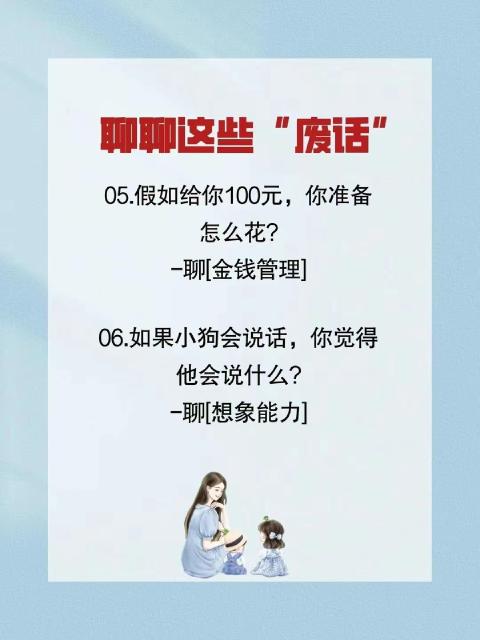 聊聊这些“废话”
05.假如给你100元，你准备
怎么花？
-聊[金钱管理]
06.如果小狗会说话，你觉得
他会说什么？
-聊[想象能力]